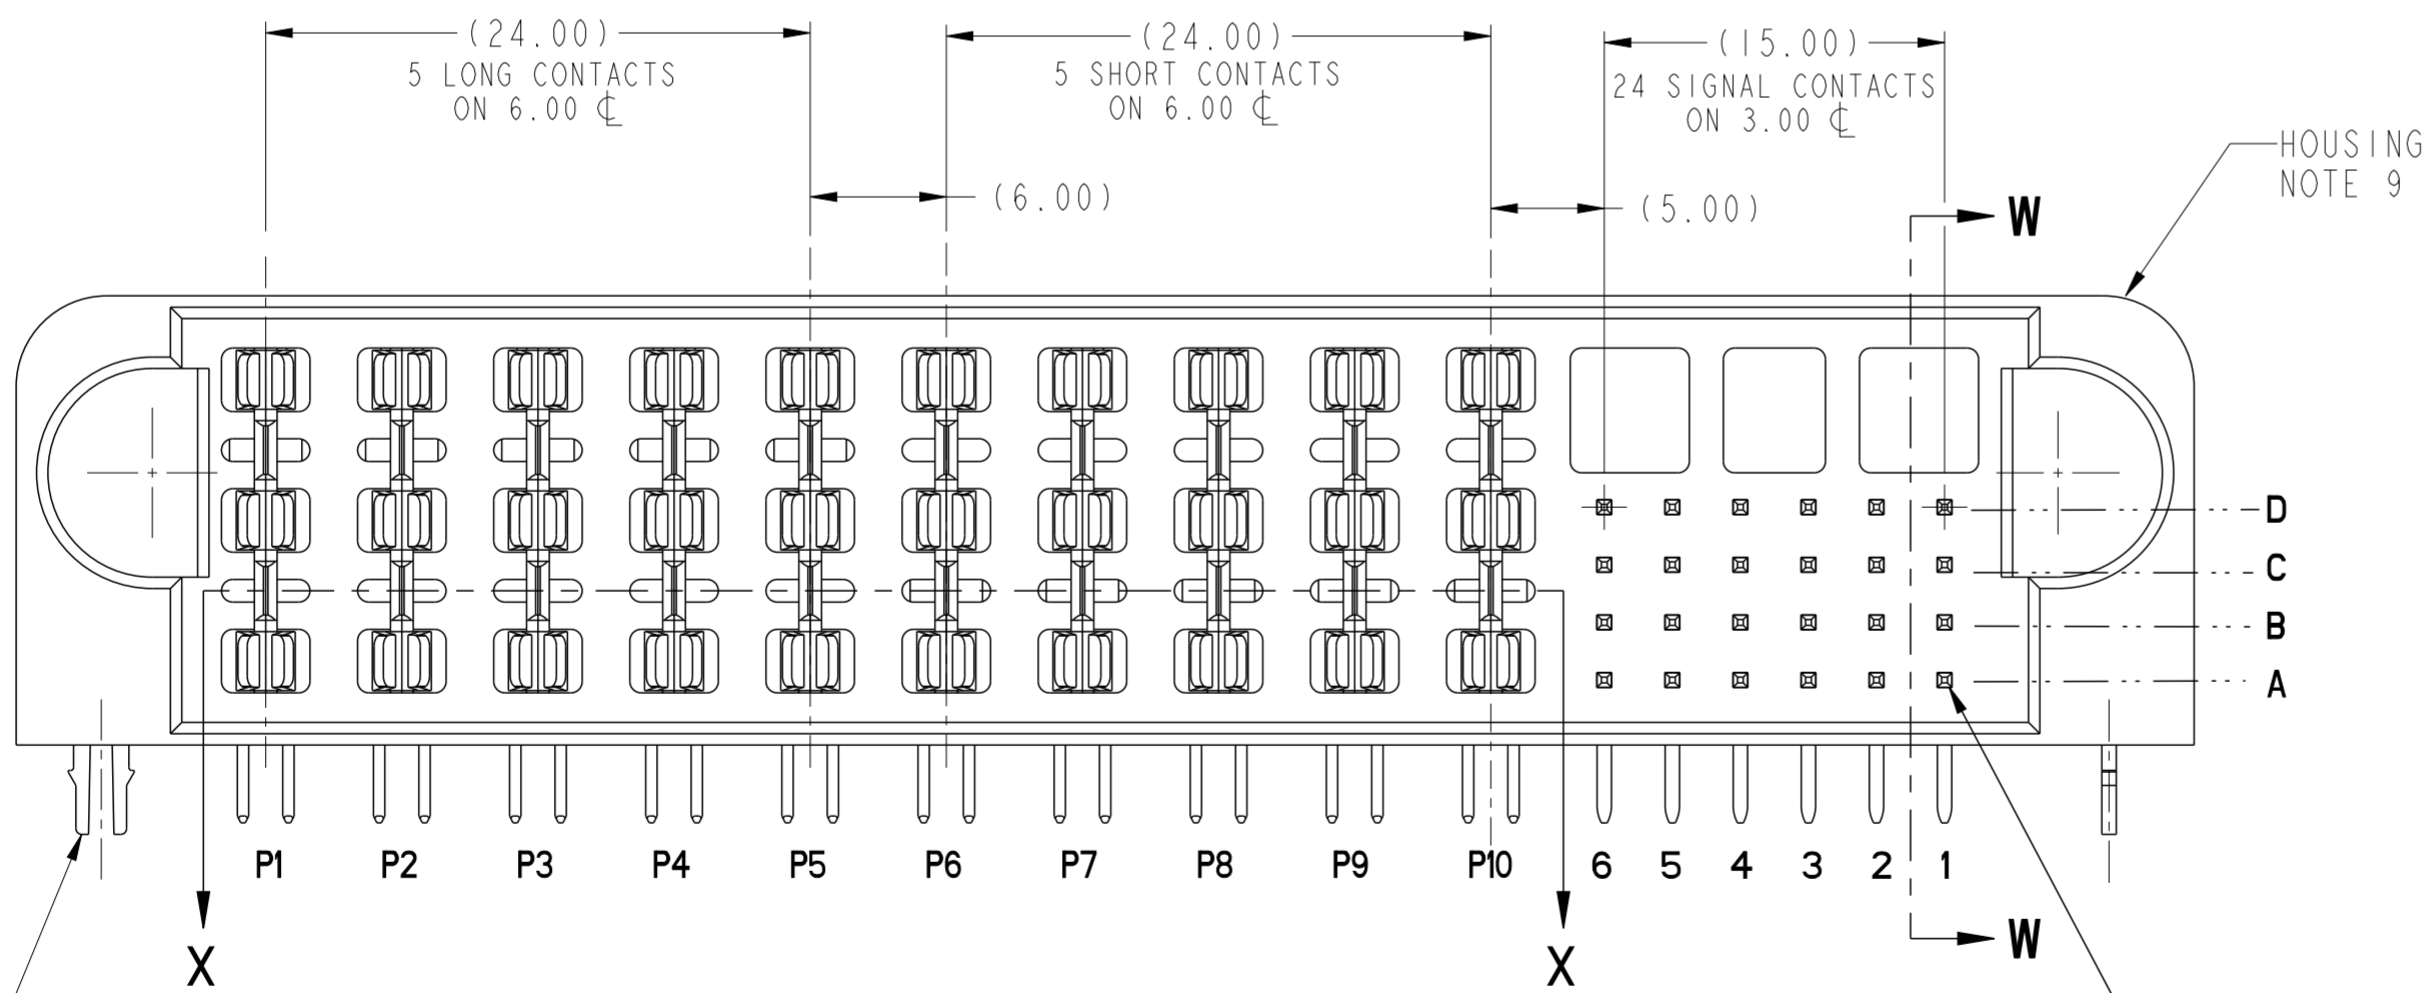 (24.00)
5 LONG CONTACTS
ON 6.00 ℄
(24.00)
5 SHORT CONTACTS
ON 6.00 ℄
(15.00)
24 SIGNAL CONTACTS
ON 3.00 ℄
HOUSING
NOTE 9
(6.00)
(5.00)
W
D
C
B
A
P1 P2 P3 P4 P5 P6 P7 P8 P9 P10 6 5 4 3 2 1
X X
W